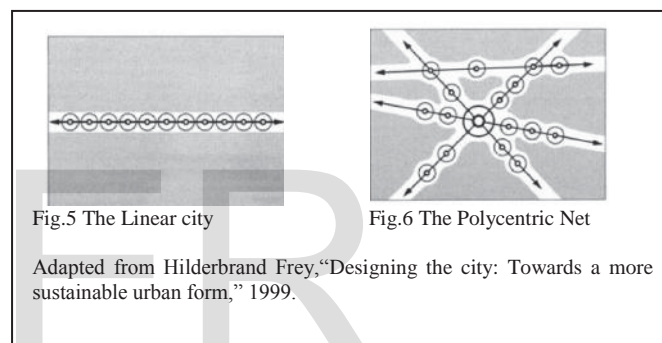 Fig.5 The Linear city
Fig.6 The Polycentric Net
Adapted from Hilderbrand Frey,“Designing the city: Towards a more
sustainable urban form,” 1999.